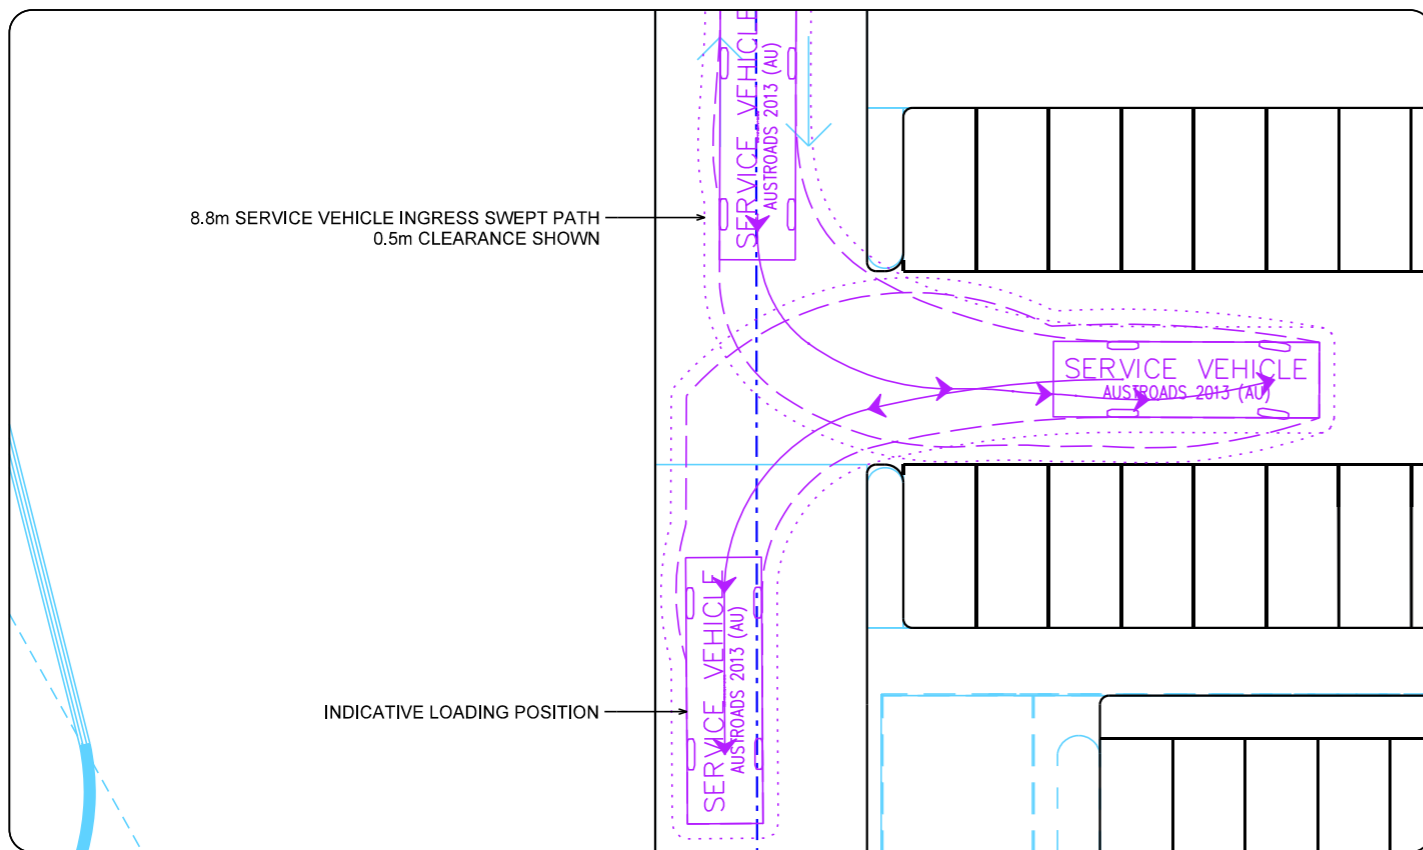 SERVICE VEHICLE
AUSTROADS 2013 (AU)
8.8m SERVICE VEHICLE INGRESS SWEPT PATH
0.5m CLEARANCE SHOWN
SERVICE VEHICLE
AUSTROADS 2013 (AU)
SERVICE VEHICLE
AUSTROADS 2013 (AU)
INDICATIVE LOADING POSITION